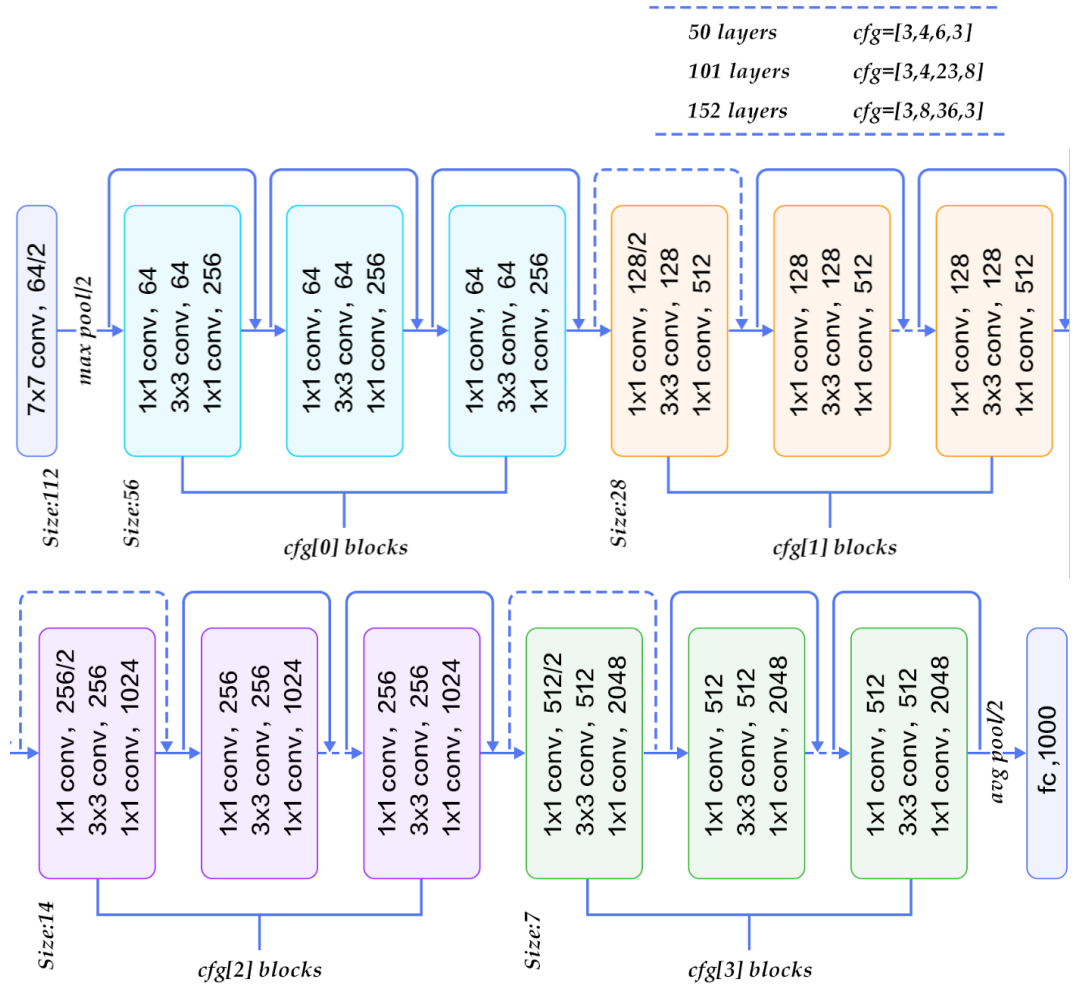 50 layers cfg=[3,4,6,3]
101 layers cfg=[3,4,23,8]
152 layers cfg=[3,8,36,3]
7x7 conv, 64/2
max pool/2
1x1 conv, 64
3x3 conv, 64
1x1 conv, 256
1x1 conv, 64
3x3 conv, 64
1x1 conv, 256
1x1 conv, 64
3x3 conv, 64
1x1 conv, 256
1x1 conv, 128/2
3x3 conv, 128
1x1 conv, 512
1x1 conv, 128
3x3 conv, 128
1x1 conv, 512
1x1 conv, 128
3x3 conv, 128
1x1 conv, 512
Size:112
Size:56
Size:28
cfg[0] blocks
cfg[1] blocks
1x1 conv, 256/2
3x3 conv, 256
1x1 conv, 1024
1x1 conv, 256
3x3 conv, 256
1x1 conv, 1024
1x1 conv, 256
3x3 conv, 256
1x1 conv, 1024
1x1 conv, 512/2
3x3 conv, 512
1x1 conv, 2048
1x1 conv, 512
3x3 conv, 512
1x1 conv, 2048
1x1 conv, 512
3x3 conv, 512
1x1 conv, 2048
avg pool/2
fc ,1000
Size:14
Size:7
cfg[2] blocks
cfg[3] blocks